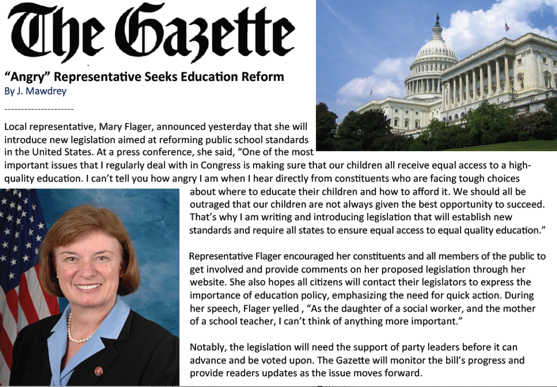 The Gazette
“Angry” Representative Seeks Education Reform
By J. Mawdrey
---------------------
Local representative, Mary Flager, announced yesterday that she will
introduce new legislation aimed at reforming public school standards
in the United States. At a press conference, she said, “One of the most
important issues that I regularly deal with in Congress is making sure that our children all receive equal access to a high-
quality education. I can’t tell you how angry I am when I hear directly from constituents who are facing tough choices
about where to educate their children and how to afford it. We should all be
outraged that our children are not always given the best opportunity to succeed.
That’s why I am writing and introducing legislation that will establish new
standards and require all states to ensure equal access to equal quality education.”
Representative Flager encouraged her constituents and all members of the public to
get involved and provide comments on her proposed legislation through her
website. She also hopes all citizens will contact their legislators to express the
importance of education policy, emphasizing the need for quick action. During
her speech, Flager yelled , “As the daughter of a social worker, and the mother
of a school teacher, I can’t think of anything more important.”
Notably, the legislation will need the support of party leaders before it can
advance and be voted upon. The Gazette will monitor the bill’s progress and
provide readers updates as the issue moves forward.